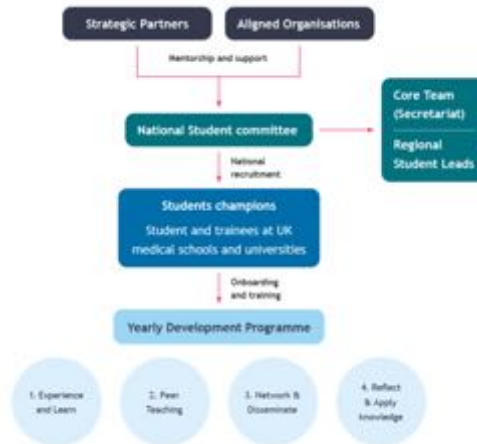 Strategic Partners
Aligned Organisations
Mentorship and support
National Student committee
Core Team
(Secretariat)
Regional
Student Leads
National
recruitment
Students champions
Student and trainees at UK
medical schools and universities
Onboarding
and training
Yearly Development Programme
1. Experience
and Learn
2. Peer
Teaching
3. Network &
Disseminate
4. Reflect
& Apply
knowledge